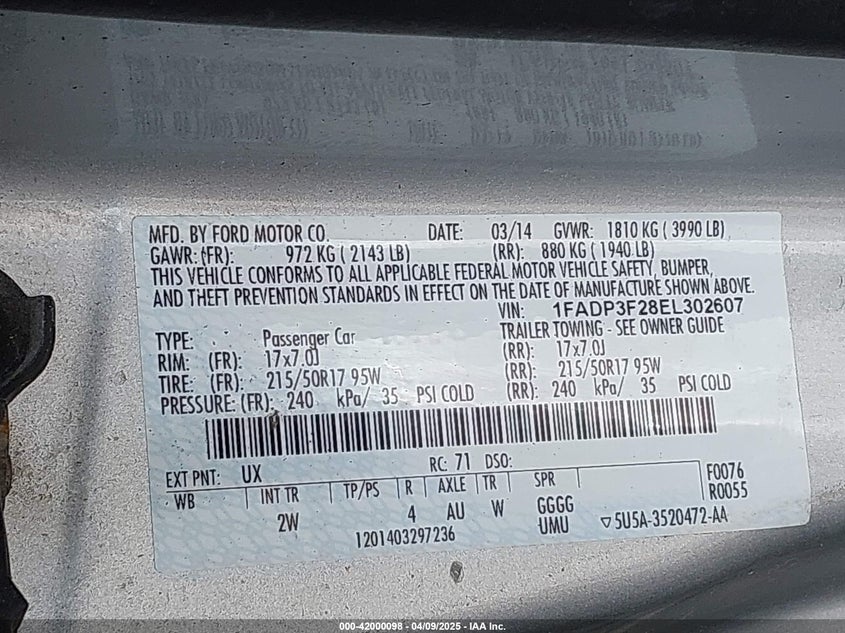 MFD. BY FORD MOTOR CO. DATE: 03/14 GVWR: 1810 KG ( 3990 LB)
GAWR: (FR): 972 KG ( 2143 LB) (RR): 880 KG ( 1940 LB)
THIS VEHICLE CONFORMS TO ALL APPLICABLE FEDERAL MOTOR VEHICLE SAFETY, BUMPER,
AND THEFT PREVENTION STANDARDS IN EFFECT ON THE DATE OF MANUFACTURE SHOWN ABOVE.
VIN: 1FADP3F28EL302607
TYPE: Passenger Car TRAILER TOWING - SEE OWNER GUIDE
RIM: (FR): 17x7.0J (RR): 17x7.0J
TIRE: (FR): 215/50R17 95W (RR): 215/50R17 95W
PRESSURE: (FR): 240 kPa/ 35 PSI COLD (RR): 240 kPa/ 35 PSI COLD
EXT PNT: UX RC: 71 DSO:
WB INT TR TP/PS R AXLE TR SPR F0076
2W 4 AU W GGGG R0055
UMU ▽5U5A-3520472-AA
1201403297236
000-42000098 - 04/09/2025 - IAA Inc.